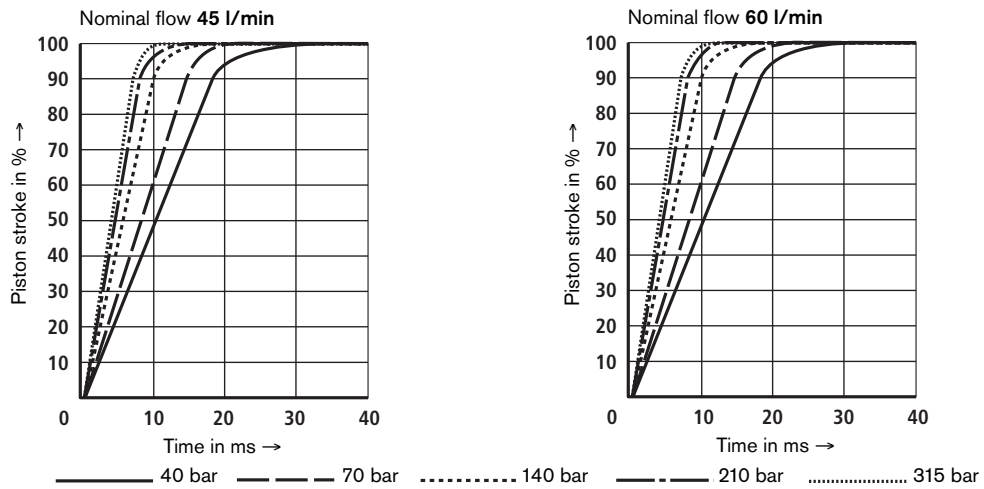 Nominal flow 45 l/min
100
90
80
70
60
50
40
30
20
10
0
10
20
30
40
Piston stroke in % →
Time in ms →
Nominal flow 60 l/min
100
90
80
70
60
50
40
30
20
10
0
10
20
30
40
Piston stroke in % →
Time in ms →
40 bar
70 bar
140 bar
210 bar
315 bar